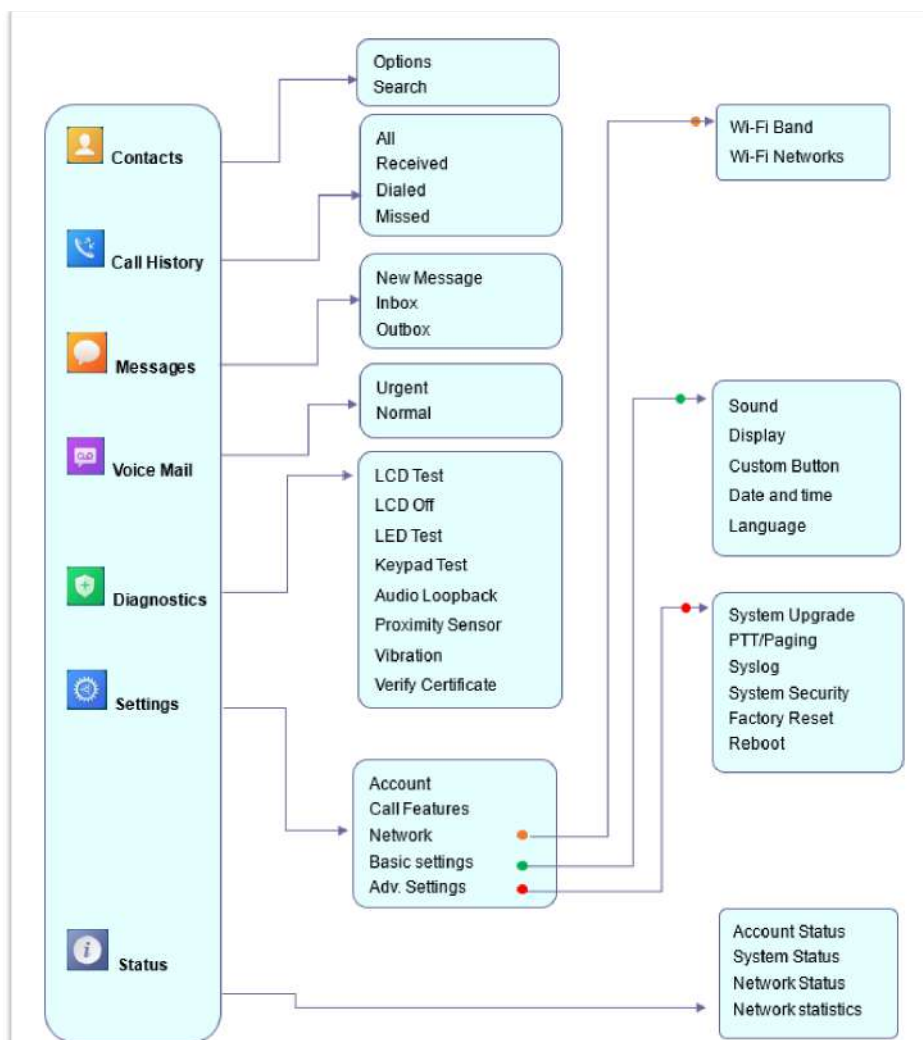 Contacts
Call History
Messages
Voice Mail
Diagnostics
Settings
Status
Options
Search
All
Received
Dialed
Missed
New Message
Inbox
Outbox
Urgent
Normal
LCD Test
LCD Off
LED Test
Keypad Test
Audio Loopback
Proximity Sensor
Vibration
Verify Certificate
Account
Call Features
Network
Basic settings
Adv. Settings
Wi-Fi Band
Wi-Fi Networks
Sound
Display
Custom Button
Date and time
Language
System Upgrade
PTT/Paging
Syslog
System Security
Factory Reset
Reboot
Account Status
System Status
Network Status
Network statistics